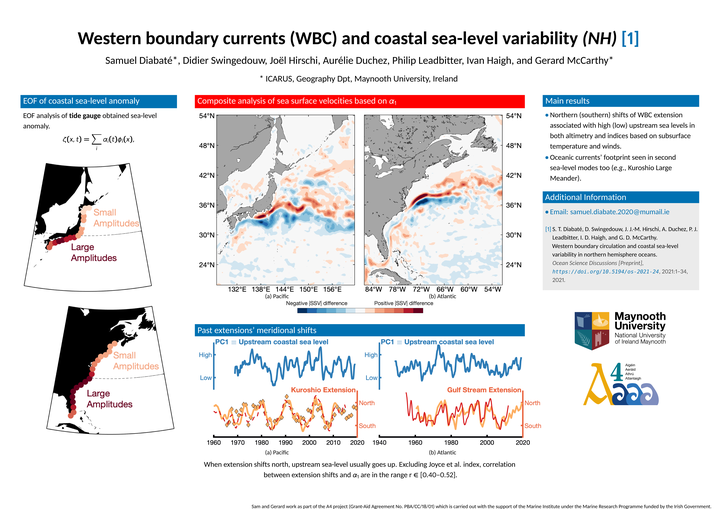 Western boundary currents (WBC) and coastal sea-level variability (NH) [1]
Samuel Diabaté*, Didier Swingedouw, Joël Hirschi, Aurélie Duchez, Philip Leadbitter, Ivan Haigh, and Gerard McCarthy*
* ICARUS, Geography Dpt, Maynooth University, Ireland
EOF of coastal sea-level anomaly
EOF analysis of tide gauge obtained sea-level
anomaly.
ζ(x, t) = ∑ αᵢ(t)ϕᵢ(x).
i
Small
Amplitudes
Large
Amplitudes
Small
Amplitudes
Large
Amplitudes
Composite analysis of sea surface velocities based on α₁
54°N
48°N
42°N
36°N
30°N
24°N
54°N
48°N
42°N
36°N
30°N
24°N
132°E 138°E 144°E 150°E 156°E
84°W 78°W 72°W 66°W 60°W 54°W
(a) Pacific
(b) Atlantic
Negative |SSV| difference
Positive |SSV| difference
Past extensions' meridional shifts
PC1 = Upstream coastal sea level
High
Low
Kuroshio Extension
North
South
1960 1970 1980 1990 2000 2010 2020
(a) Pacific
PC1 = Upstream coastal sea level
High
Low
Gulf Stream Extension
North
South
1940 1960 1980 2000 2020
(b) Atlantic
When extension shifts north, upstream sea-level usually goes up. Excluding Joyce et al. index, correlation
between extension shifts and α₁ are in the range r ∈ [0.40–0.52].
Main results
• Northern (southern) shifts of WBC extension
associated with high (low) upstream sea levels in
both altimetry and indices based on subsurface
temperature and winds.
• Oceanic currents' footprint seen in second
sea-level modes too (e.g., Kuroshio Large
Meander).
Additional Information
• Email: samuel.diabate.2020@mumail.ie
[1] S. T. Diabaté, D. Swingedouw, J. J.-M. Hirschi, A. Duchez, P. J.
Leadbitter, I. D. Haigh, and G. D. McCarthy.
Western boundary circulation and coastal sea-level
variability in northern hemisphere oceans.
Ocean Science Discussions [Preprint],
https://doi.org/10.5194/os-2021-24, 2021:1–34,
2021.
Maynooth
University
National University
of Ireland Maynooth
A4
Aigéin
Aeráid
Athrú
Atlantaigh
Sam and Gerard work as part of the A4 project (Grant-Aid Agreement No. PBA/CC/18/01) which is carried out with the support of the Marine Institute under the Marine Research Programme funded by the Irish Government.